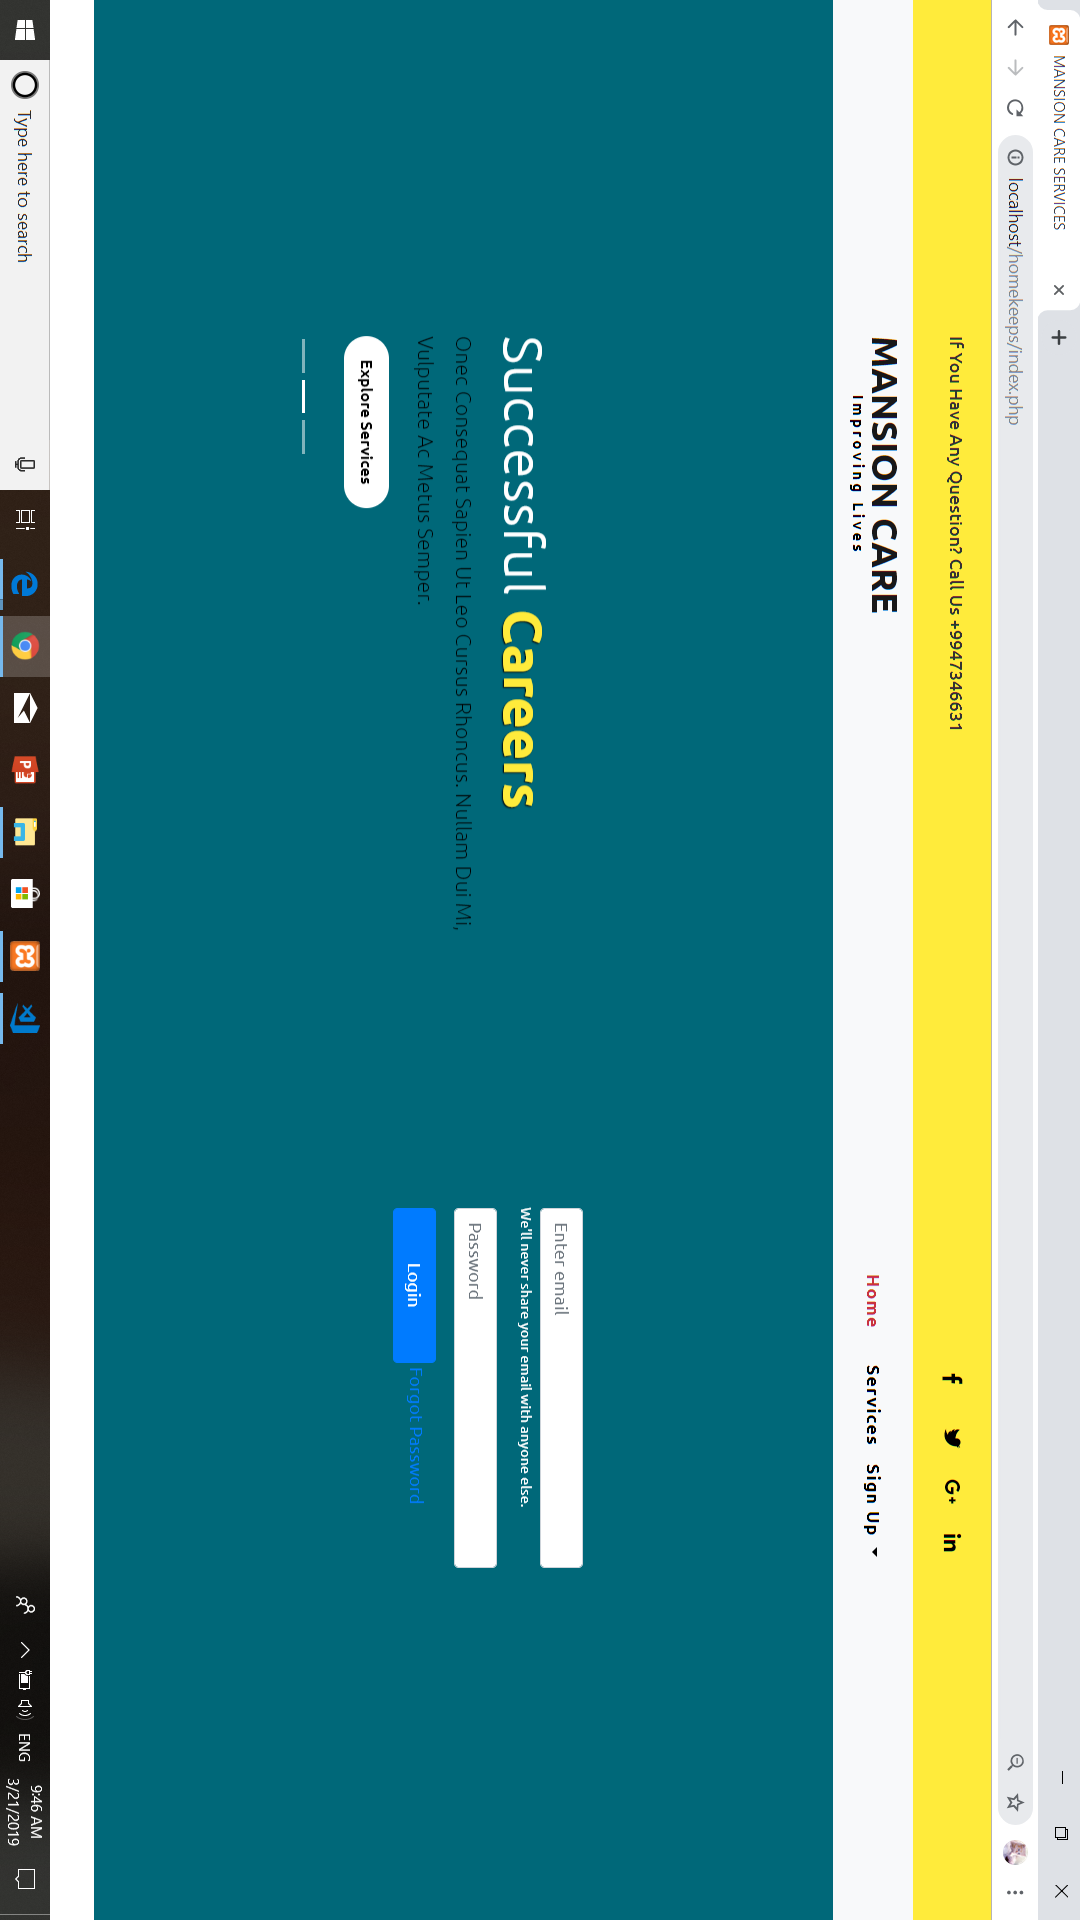 MANSION CARE SERVICES
localhost/homekeeps/index.php
If You Have Any Question? Call Us +9947346631
G+
in
MANSION CARE
Improving Lives
Home
Services
Sign Up
Successful Careers
Onec Consequat Sapien Ut Leo Cursus Rhoncus. Nullam Dui Mi,
Vulputate Ac Metus Semper.
Explore Services
Enter email
We'll never share your email with anyone else.
Password
Login
Forgot Password
Type here to search
ENG
9:46 AM
3/21/2019